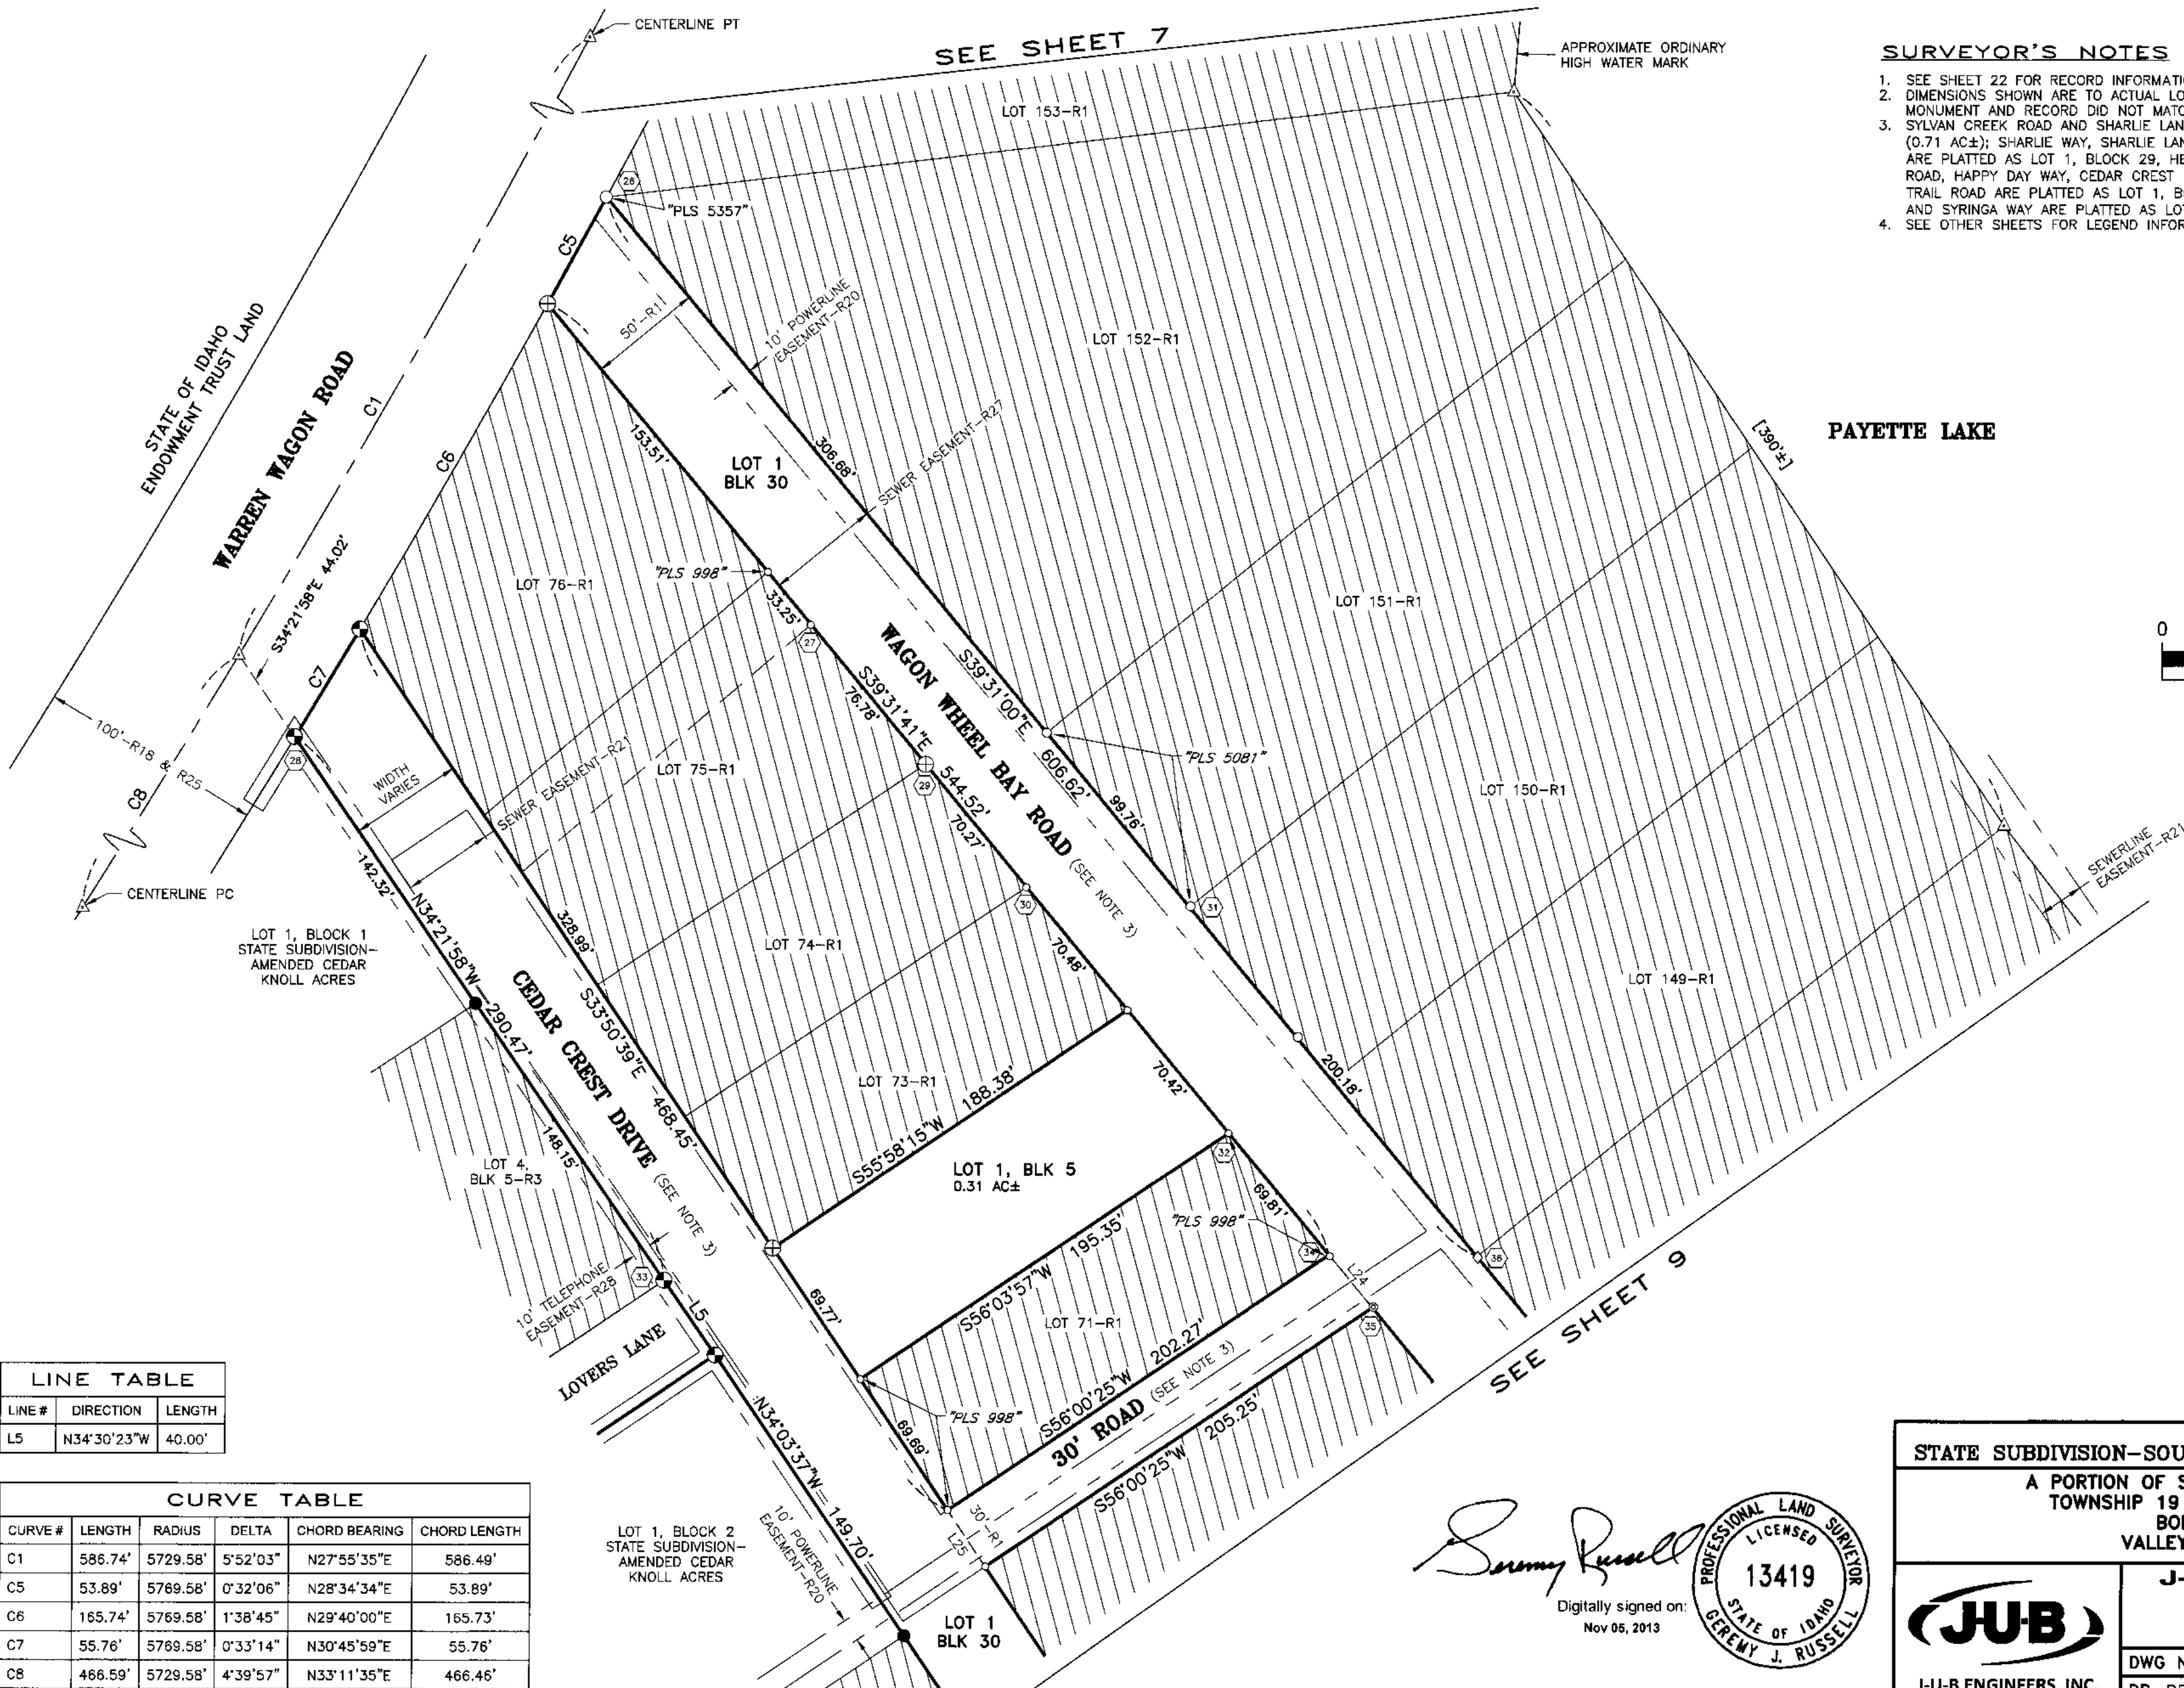 CENTERLINE PT
SEE SHEET 7
APPROXIMATE ORDINARY
HIGH WATER MARK
SURVEYOR'S NOTES
1. SEE SHEET 22 FOR RECORD
2. DIMENSIONS SHOWN ARE TO ACTUAL
MONUMENT AND RECORD DID NOT
3. SYLVAN CREEK ROAD AND SHARLIE
(0.71 AC±); SHARLIE WAY, SHARLIE
ARE PLATTED AS LOT 1, BLOCK 29,
ROAD, HAPPY DAY WAY, CEDAR CREST
TRAIL ROAD ARE PLATTED AS LOT 1,
AND SYRINGA WAY ARE PLATTED AS
4. SEE OTHER SHEETS FOR LEGEND
LOT 153-R1
26
"PLS 5357"
C5
STATE OF IDAHO
ENDOWMENT TRUST LAND
WARREN WAGON ROAD
C1
50'-R1
10' POWERLINE
EASEMENT-R20
LOT 152-R1
C6
153.51'
LOT 1
BLK 30
306.68'
SEWER EASEMENT-R27
[390'±]
PAYETTE LAKE
0
S34°21'58"E 44.02'
LOT 76-R1
"PLS 998"
33.25'
27
LOT 151-R1
WAGON WHEEL BAY ROAD (SEE NOTE 3)
S39°31'00"E 606.62'
S39°31'41"E 544.52'
76.78'
C7
100'-R18 & R25
28
WIDTH
VARIES
SEWER EASEMENT-R21
LOT 75-R1
29
70.27'
"PLS 5081"
99.76'
LOT 150-R1
C8
CENTERLINE PC
142.32'
N34°21'58"W 290.47'
328.99'
LOT 74-R1
30
70.48'
31
SEWERLINE
EASEMENT-R21
LOT 1, BLOCK 1
STATE SUBDIVISION-
AMENDED CEDAR
KNOLL ACRES
CEDAR CREST DRIVE (SEE NOTE 3)
S33°50'39"E 468.45'
LOT 149-R1
200.18'
LOT 73-R1
S55°58'15"W 188.38'
70.42'
148.15'
LOT 4,
BLK 5-R3
LOT 1, BLK 5
0.31 AC±
32
69.81'
"PLS 998"
34
36
S56°03'57"W 195.35'
10' TELEPHONE
EASEMENT-R28
33
L5
69.77'
L24
SEE SHEET 9
LOT 71-R1
35
LOVERS LANE
S56°00'25"W 202.27'
30' ROAD (SEE NOTE 3)
S56°00'25"W 205.25'
"PLS 998"
69.69'
N34°03'37"W 149.70'
30'-R1
L25
10' POWERLINE
EASEMENT-R20
LOT 1, BLOCK 2
STATE SUBDIVISION-
AMENDED CEDAR
KNOLL ACRES
LOT 1
BLK 30
LINE TABLE
LINE # DIRECTION LENGTH
L5 N34°30'23"W 40.00'
CURVE TABLE
CURVE # LENGTH RADIUS DELTA CHORD BEARING CHORD LENGTH
C1 586.74' 5729.58' 5°52'03" N27°55'35"E 586.49'
C5 53.89' 5769.58' 0°32'06" N28°34'34"E 53.89'
C6 165.74' 5769.58' 1°38'45" N29°40'00"E 165.73'
C7 55.76' 5769.58' 0°33'14" N30°45'59"E 55.76'
C8 466.59' 5729.58' 4°39'57" N33°11'35"E 466.46'
Jeremy Russell
Digitally signed on:
Nov 05, 2013
PROFESSIONAL LAND SURVEYOR
LICENSED
13419
STATE OF IDAHO
GEREMY J. RUSSELL
STATE SUBDIVISION-SOU
A PORTION OF S
TOWNSHIP 19
VALLEY
J-U-B
J-U-B ENGINEERS, INC.
DWG